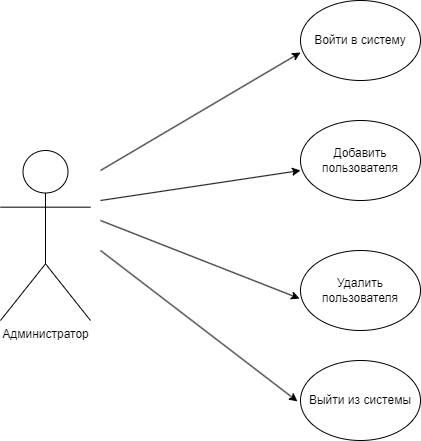 Войти в систему
Добавить
пользователя
Удалить
пользователя
Администратор
Выйти из системы